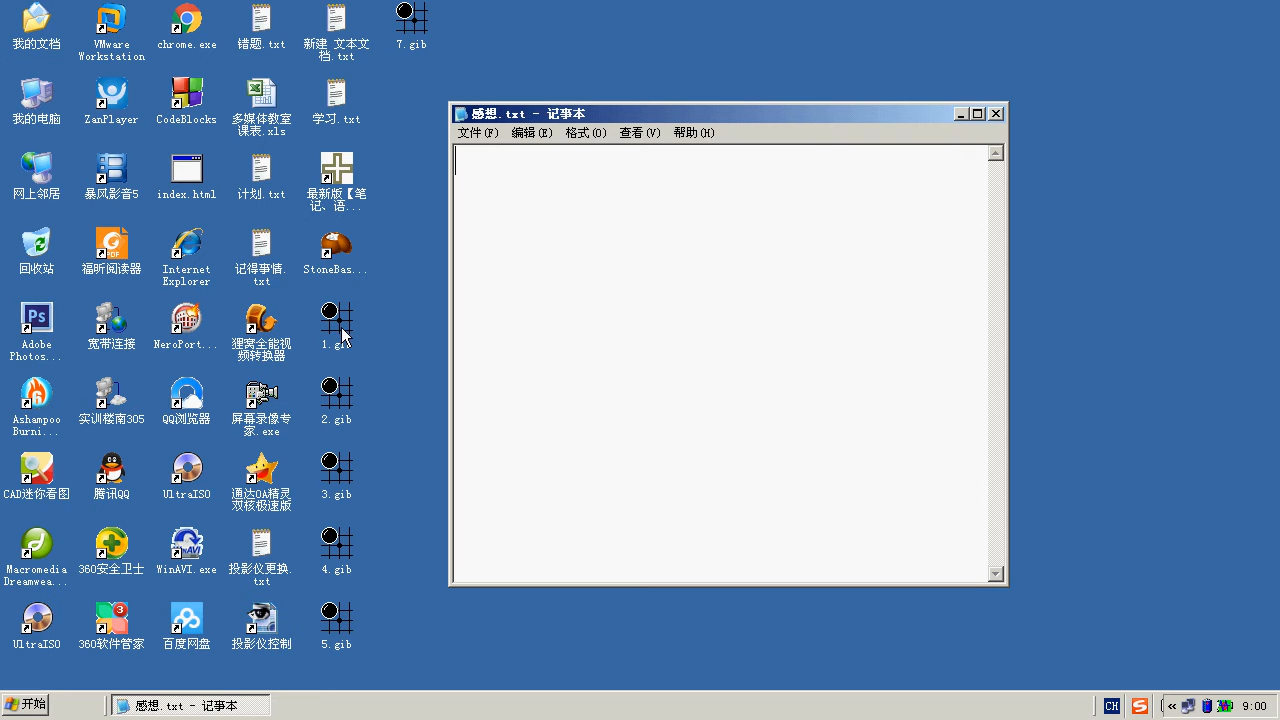 我的文档
VMware
Workstation
chrome.exe
错题.txt
新建 文本文
档.txt
7.gib
我的电脑
ZanPlayer
CodeBlocks
多媒体教室
课表.xls
学习.txt
网上邻居
暴风影音5
index.html
计划.txt
最新版【笔
记、语...
回收站
福昕阅读器
Internet
Explorer
记得事情.
txt
StoneBas...
Adobe
Photos...
宽带连接
NeroPort...
狸窝全能视
频转换器
1.gib
Ashampoo
Burni...
实训楼南305
QQ浏览器
屏幕录像专
家.exe
2.gib
CAD迷你看图
腾讯QQ
UltraISO
通达OA精灵
双核极速版
3.gib
Macromedia
Dreamwea...
360安全卫士
WinAVI.exe
投影仪更换.
txt
4.gib
UltraISO
360软件管家
百度网盘
投影仪控制
5.gib
感想.txt - 记事本
文件(F) 编辑(E) 格式(O) 查看(V) 帮助(H)
开始
感想.txt - 记事本
CH
9:00